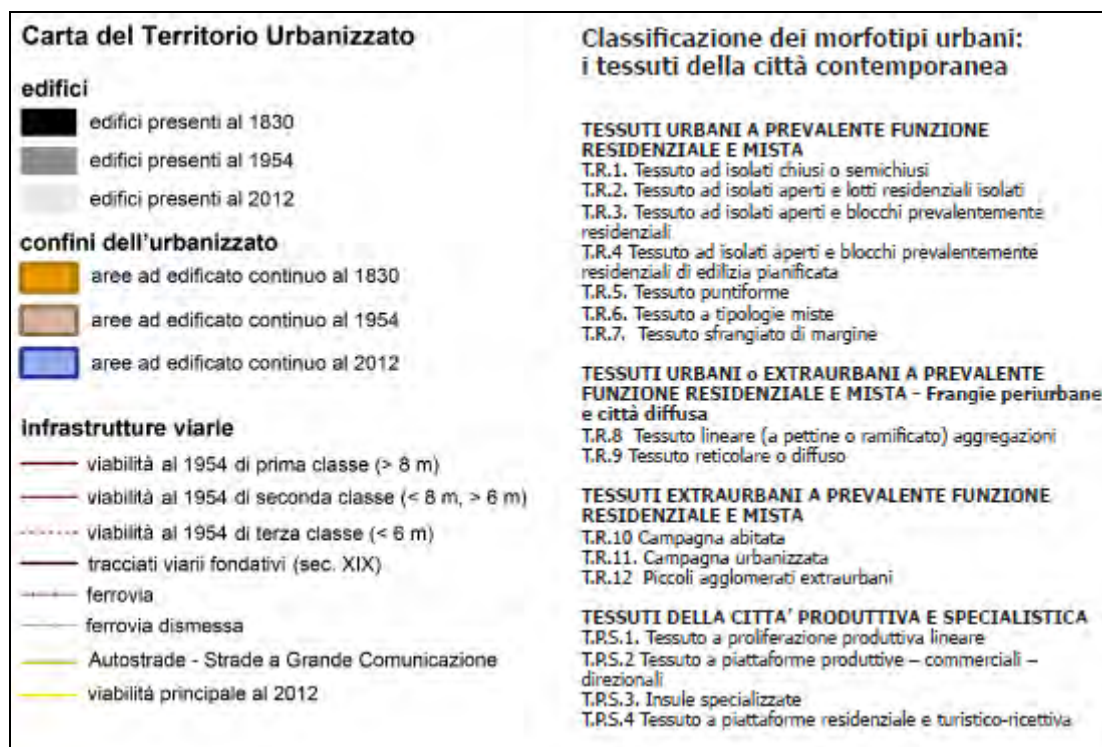 Carta del Territorio Urbanizzato
edifici
edifici presenti al 1830
edifici presenti al 1954
edifici presenti al 2012
confini dell'urbanizzato
aree ad edificato continuo al 1830
aree ad edificato continuo al 1954
aree ad edificato continuo al 2012
infrastrutture viarie
viabilità al 1954 di prima classe (> 8 m)
viabilità al 1954 di seconda classe (< 8 m, > 6 m)
viabilità al 1954 di terza classe (< 6 m)
tracciati viarii fondativi (sec. XIX)
ferrovia
ferrovia dismessa
Autostrade - Strade a Grande Comunicazione
viabilità principale al 2012
Classificazione dei morfotipi urbani:
i tessuti della città contemporanea
TESSUTI URBANI A PREVALENTE FUNZIONE
RESIDENZIALE E MISTA
T.R.1. Tessuto ad isolati chiusi o semichiusi
T.R.2. Tessuto ad isolati aperti e lotti residenziali isolati
T.R.3. Tessuto ad isolati aperti e blocchi prevalentemente
residenziali
T.R.4 Tessuto ad isolati aperti e blocchi prevalentemente
residenziali di edilizia pianificata
T.R.5. Tessuto puntiforme
T.R.6. Tessuto a tipologie miste
T.R.7. Tessuto sfrangiato di margine
TESSUTI URBANI o EXTRAURBANI A PREVALENTE
FUNZIONE RESIDENZIALE E MISTA - Frangie periurbane
e città diffusa
T.R.8 Tessuto lineare (a pettine o ramificato) aggregazioni
T.R.9 Tessuto reticolare o diffuso
TESSUTI EXTRAURBANI A PREVALENTE FUNZIONE
RESIDENZIALE E MISTA
T.R.10 Campagna abitata
T.R.11. Campagna urbanizzata
T.R.12 Piccoli agglomerati extraurbani
TESSUTI DELLA CITTA' PRODUTTIVA E SPECIALISTICA
T.P.S.1. Tessuto a proliferazione produttiva lineare
T.P.S.2 Tessuto a piattaforme produttive – commerciali –
direzionali
T.P.S.3. Insule specializzate
T.P.S.4 Tessuto a piattaforme residenziale e turistico-ricettiva